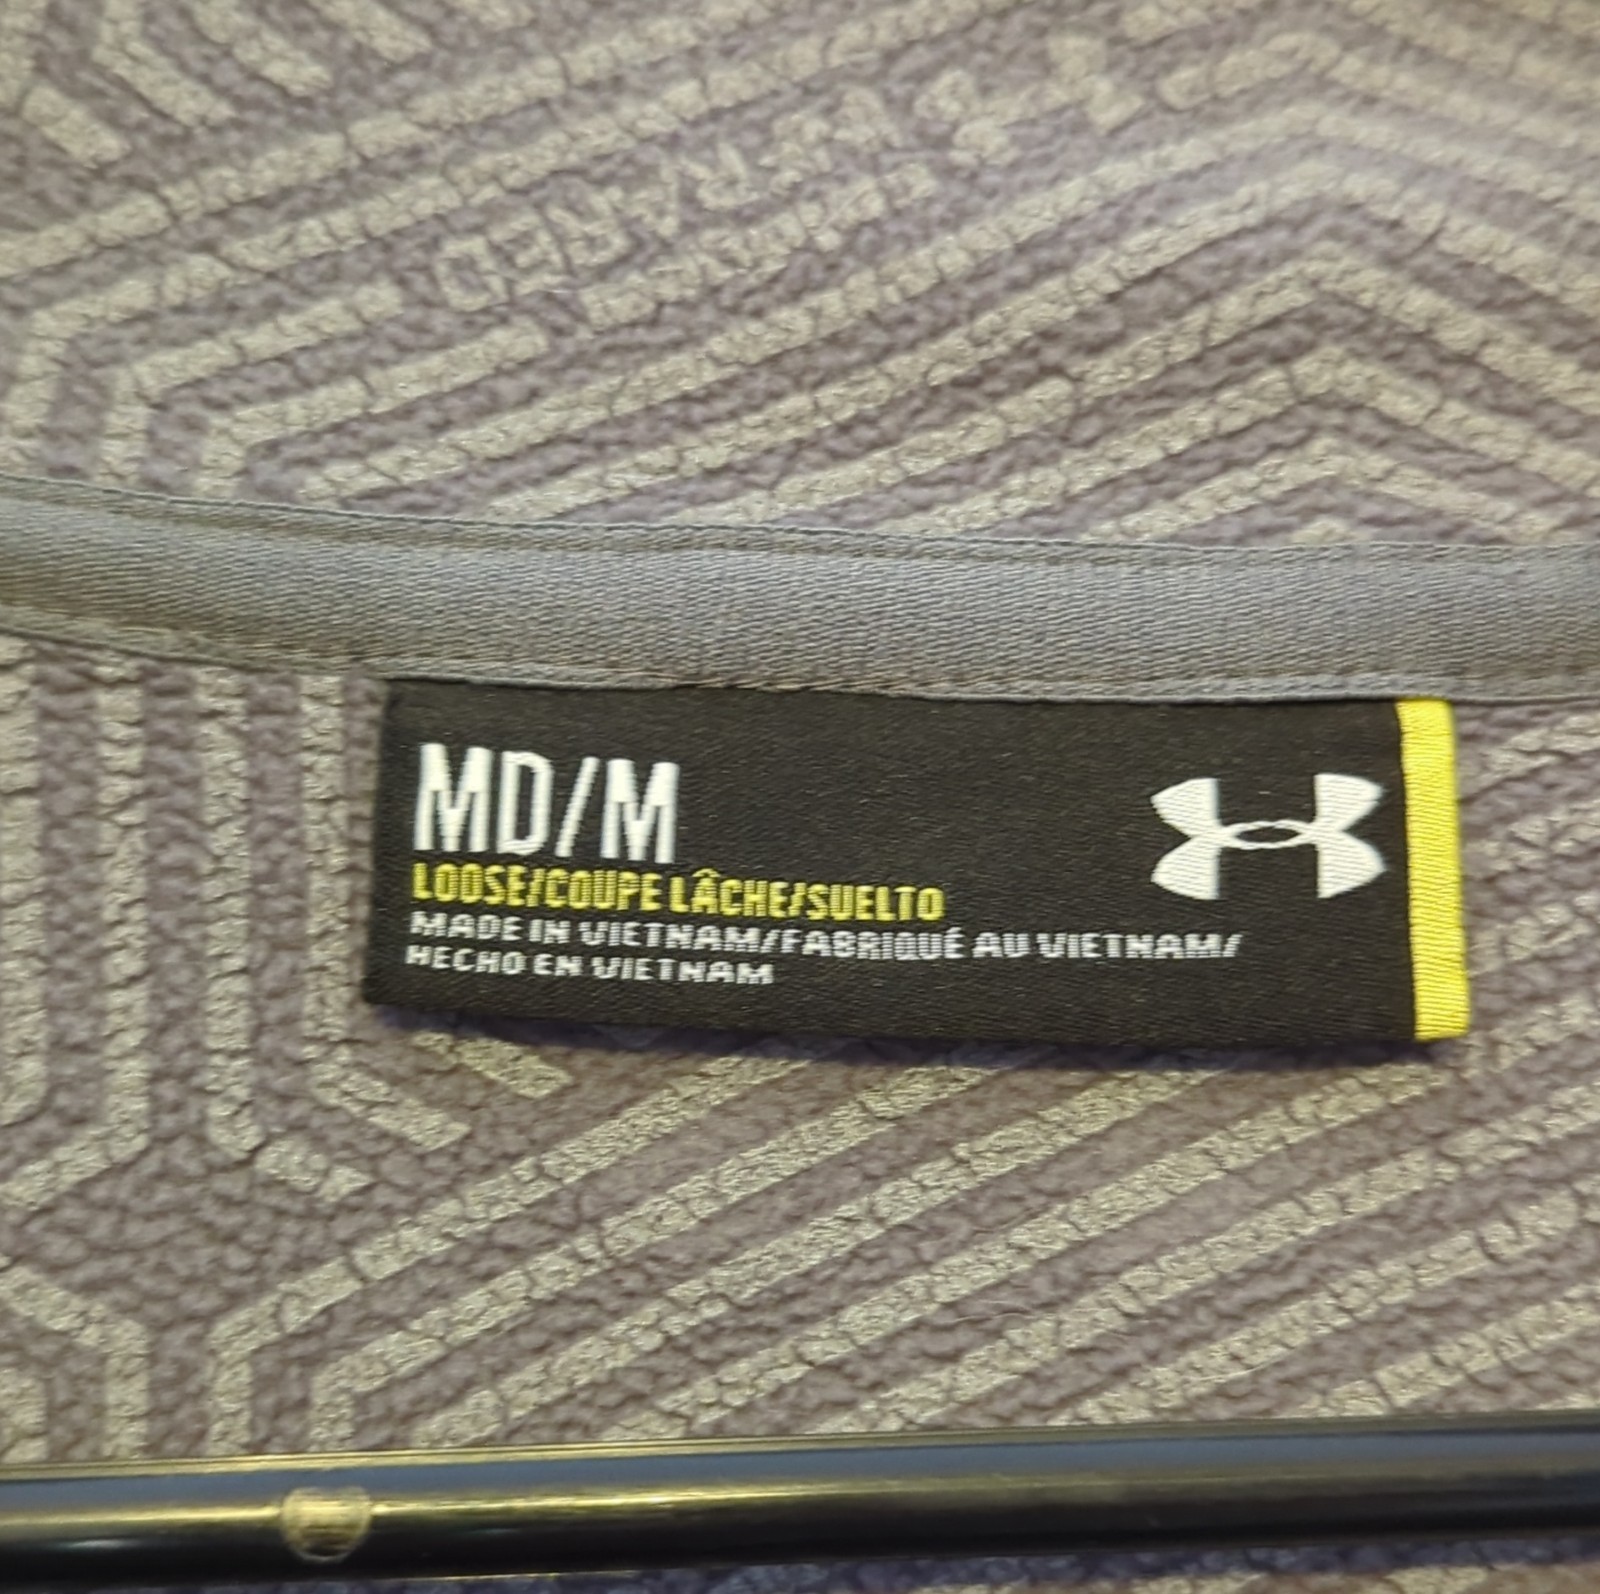 MD/M
LOOSE/COUPE LÂCHE/SUELTO
MADE IN VIETNAM/FABRIQUÉ AU VIETNAM/
HECHO EN VIETNAM